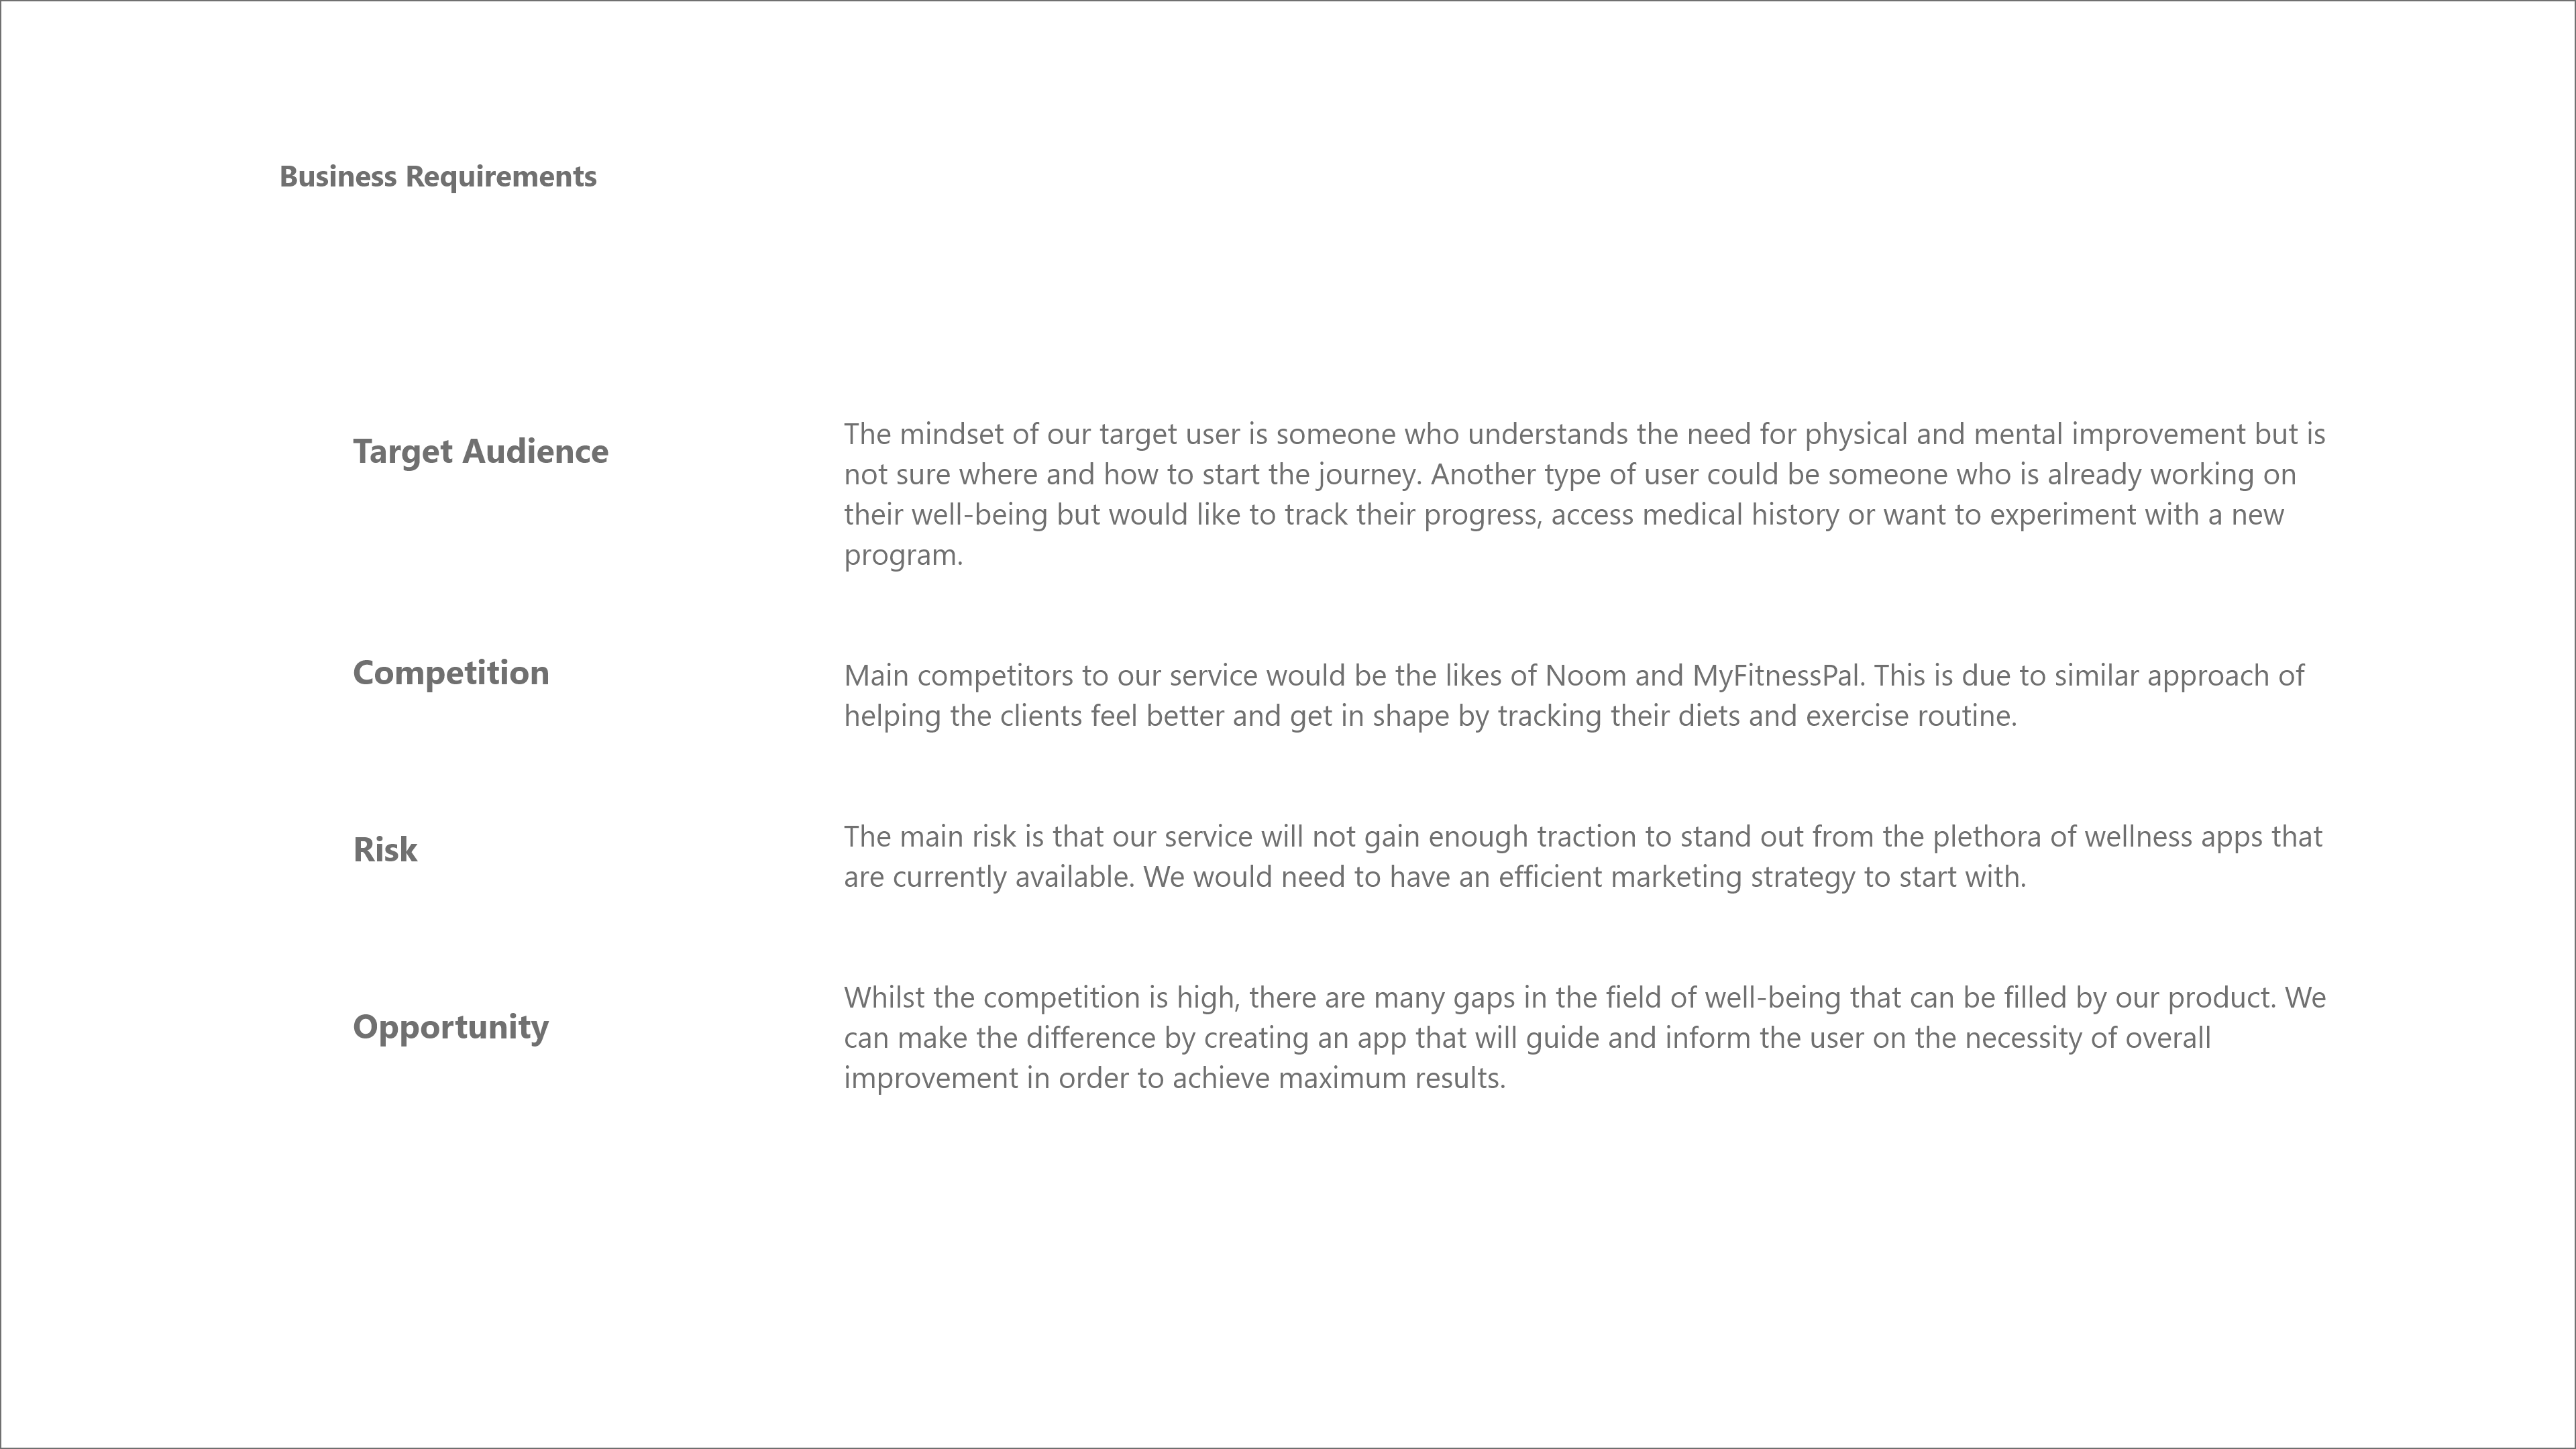 Business Requirements
Target Audience
The mindset of our target user is someone who understands the need for physical and mental improvement but is
not sure where and how to start the journey. Another type of user could be someone who is already working on
their well-being but would like to track their progress, access medical history or want to experiment with a new
program.
Competition
Main competitors to our service would be the likes of Noom and MyFitnessPal. This is due to similar approach of
helping the clients feel better and get in shape by tracking their diets and exercise routine.
Risk
The main risk is that our service will not gain enough traction to stand out from the plethora of wellness apps that
are currently available. We would need to have an efficient marketing strategy to start with.
Opportunity
Whilst the competition is high, there are many gaps in the field of well-being that can be filled by our product. We
can make the difference by creating an app that will guide and inform the user on the necessity of overall
improvement in order to achieve maximum results.